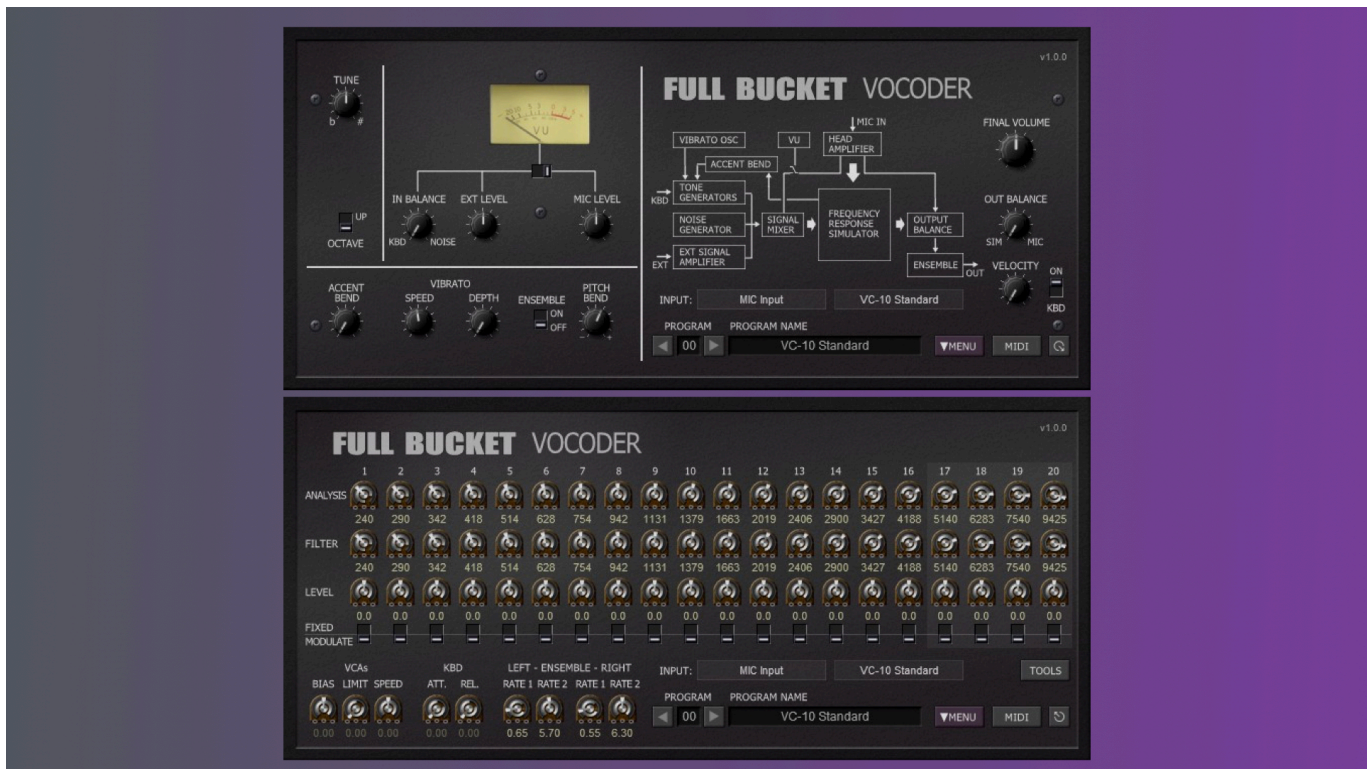 v1.0.0
TUNE
b #
UP
OCTAVE
VU
IN BALANCE EXT LEVEL MIC LEVEL
KBD NOISE
ACCENT BEND
VIBRATO
SPEED DEPTH
ENSEMBLE
ON
OFF
PITCH BEND
- +
FULL BUCKET VOCODER
MIC IN
VIBRATO OSC
VU
HEAD AMPLIFIER
ACCENT BEND
KBD
TONE GENERATORS
NOISE GENERATOR
EXT
EXT SIGNAL AMPLIFIER
SIGNAL MIXER
FREQUENCY RESPONSE SIMULATOR
OUTPUT BALANCE
ENSEMBLE
OUT
FINAL VOLUME
OUT BALANCE
SIM MIC
VELOCITY
ON
KBD
INPUT: MIC Input VC-10 Standard
PROGRAM PROGRAM NAME
00 VC-10 Standard ▼MENU MIDI
v1.0.0
FULL BUCKET VOCODER
1 2 3 4 5 6 7 8 9 10 11 12 13 14 15 16 17 18 19 20
ANALYSIS
240 290 342 418 514 628 754 942 1131 1379 1663 2019 2406 2900 3427 4188 5140 6283 7540 9425
FILTER
240 290 342 418 514 628 754 942 1131 1379 1663 2019 2406 2900 3427 4188 5140 6283 7540 9425
LEVEL
0.0 0.0 0.0 0.0 0.0 0.0 0.0 0.0 0.0 0.0 0.0 0.0 0.0 0.0 0.0 0.0 0.0 0.0 0.0 0.0
FIXED
MODULATE
VCAs KBD LEFT - ENSEMBLE - RIGHT
BIAS LIMIT SPEED ATT. REL. RATE 1 RATE 2 RATE 1 RATE 2
0.00 0.00 0.00 0.00 0.00 0.65 5.70 0.55 6.30
INPUT: MIC Input VC-10 Standard TOOLS
PROGRAM PROGRAM NAME
00 VC-10 Standard ▼MENU MIDI